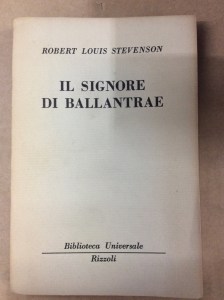 ROBERT LOUIS STEVENSON
IL SIGNORE
DI BALLANTRAE
Biblioteca Universale
Rizzoli